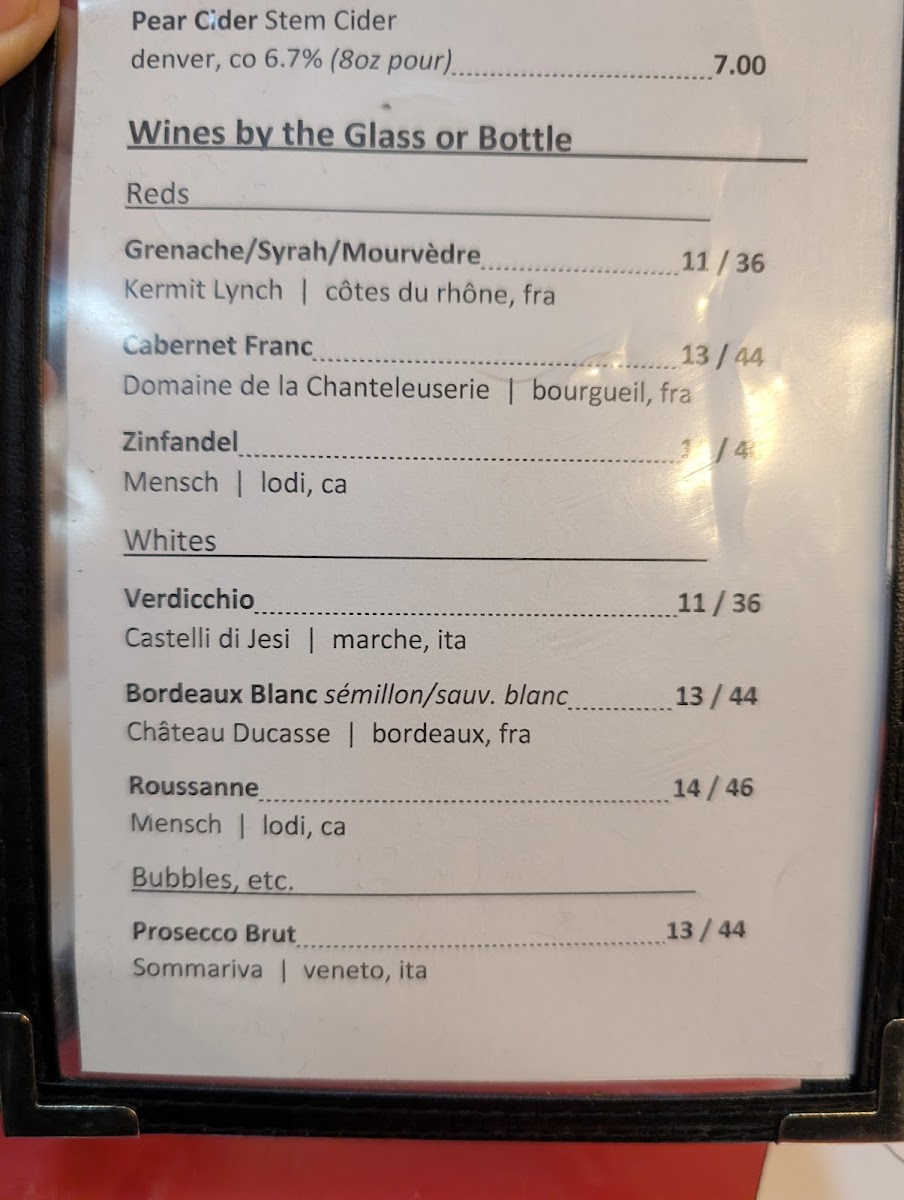 Pear Cider Stem Cider
denver, co 6.7% (8oz pour) 7.00
Wines by the Glass or Bottle
Reds
Grenache/Syrah/Mourvèdre 11 / 36
Kermit Lynch | côtes du rhône, fra
Cabernet Franc 13 / 44
Domaine de la Chanteleuserie | bourgueil, fra
Zinfandel
Mensch | lodi, ca
Whites
Verdicchio 11 / 36
Castelli di Jesi | marche, ita
Bordeaux Blanc sémillon/sauv. blanc 13 / 44
Château Ducasse | bordeaux, fra
Roussanne 14 / 46
Mensch | lodi, ca
Bubbles, etc.
Prosecco Brut 13 / 44
Sommariva | veneto, ita